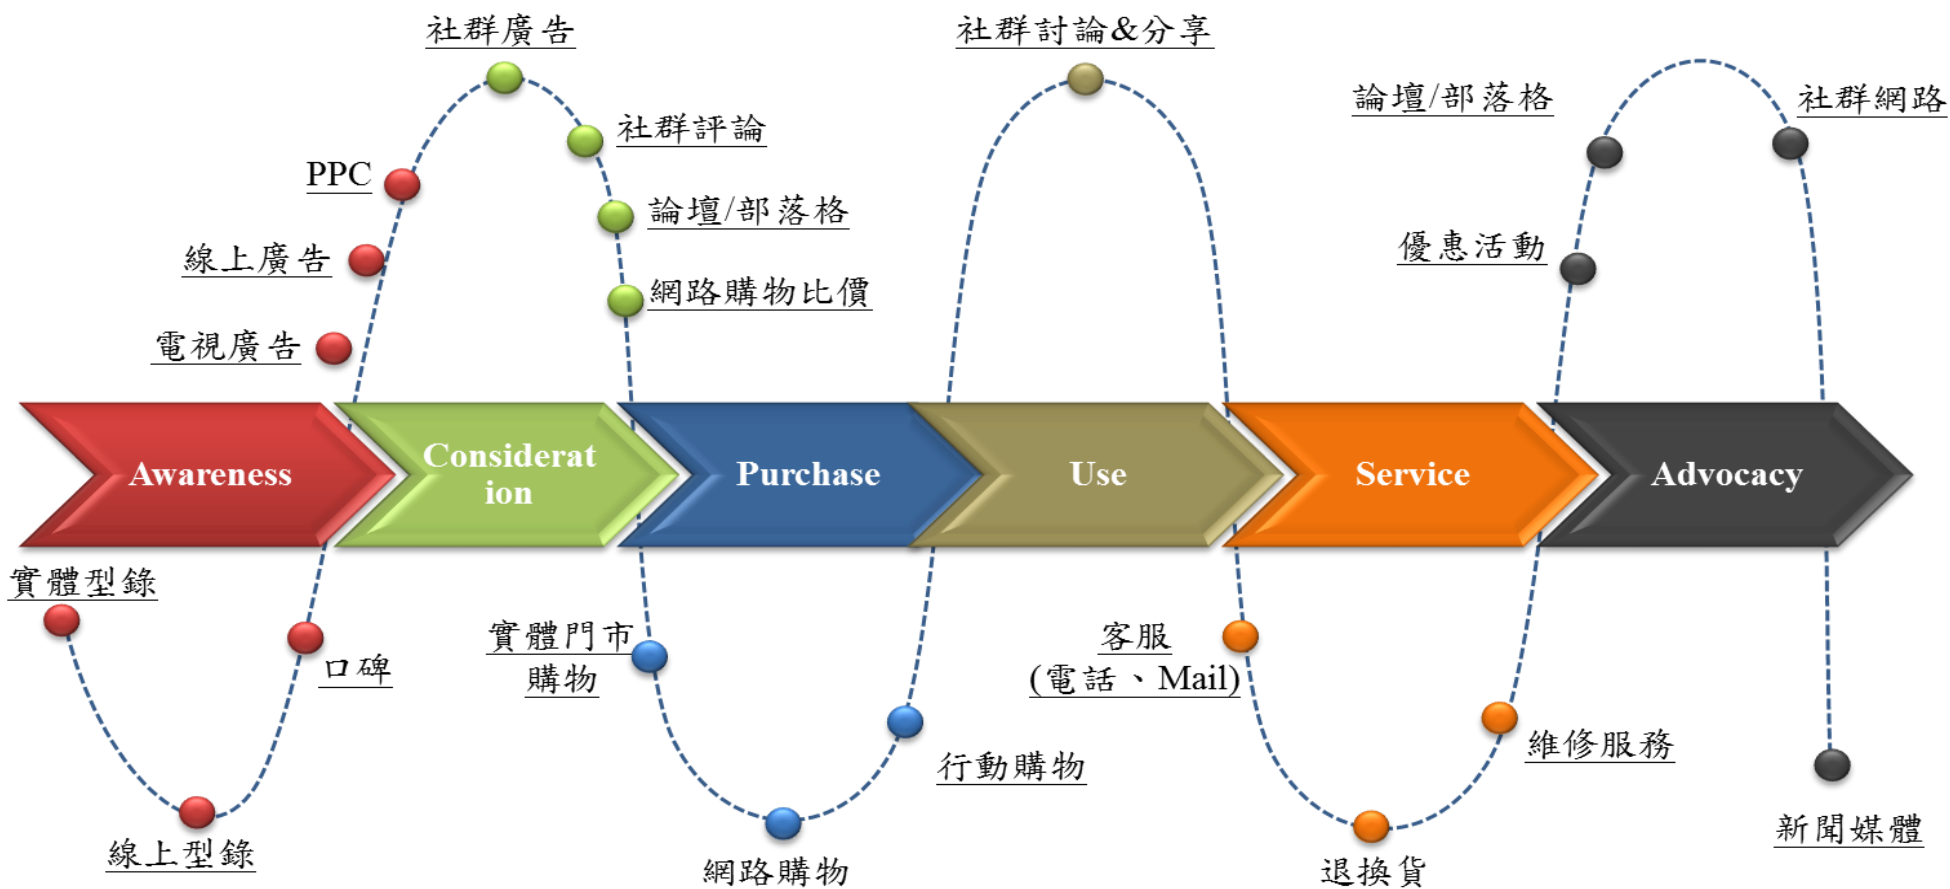 社群廣告
社群討論&分享
社群評論
論壇/部落格
社群網路
PPC
論壇/部落格
線上廣告
優惠活動
網路購物比價
電視廣告
Awareness
Considerat
ion
Purchase
Use
Service
Advocacy
實體型錄
口碑
實體門市
購物
客服
(電話、Mail)
維修服務
行動購物
線上型錄
網路購物
退換貨
新聞媒體